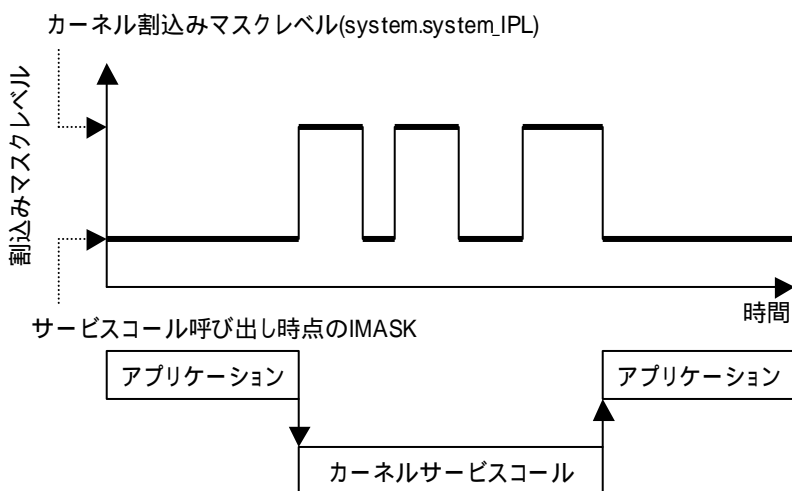 カーネル割込みマスクレベル(system.system_IPL)
割込みマスクレベル
時間
サービスコール呼び出し時点のIMASK
アプリケーション
アプリケーション
カーネルサービスコール